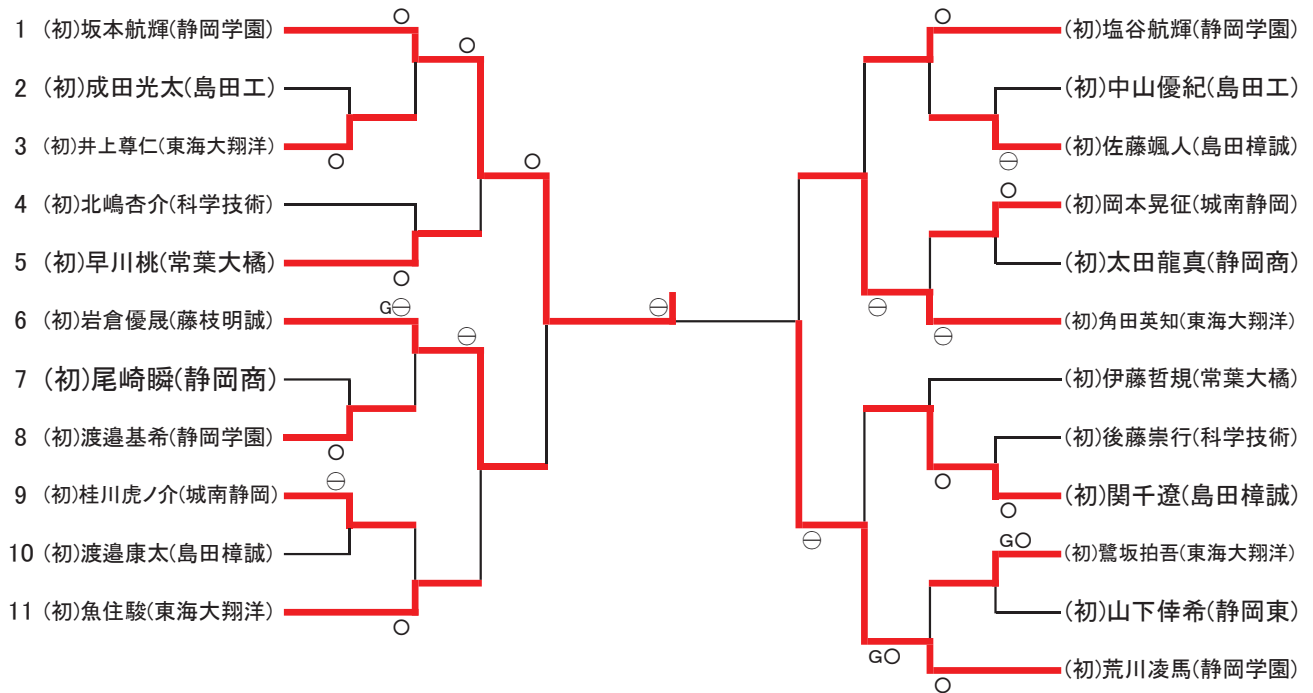 1 (初)坂本航輝(静岡学園)
2 (初)成田光太(島田工)
3 (初)井上尊仁(東海大翔洋)
4 (初)北嶋杏介(科学技術)
5 (初)早川桃(常葉大橘)
6 (初)岩倉優晟(藤枝明誠)
7 (初)尾崎瞬(静岡商)
8 (初)渡邉基希(静岡学園)
9 (初)桂川虎ノ介(城南静岡)
10 (初)渡邉康太(島田樟誠)
11 (初)魚住駿(東海大翔洋)
○
○
○
○
○
G⊖
⊖
○
⊖
○
⊖
○
⊖
○
⊖
⊖
⊖
○
○
G○
G○
○
(初)塩谷航輝(静岡学園)
(初)中山優紀(島田工)
(初)佐藤颯人(島田樟誠)
(初)岡本晃征(城南静岡)
(初)太田龍真(静岡商)
(初)角田英知(東海大翔洋)
(初)伊藤哲規(常葉大橘)
(初)後藤崇行(科学技術)
(初)関千遼(島田樟誠)
(初)鷺坂拍吾(東海大翔洋)
(初)山下倖希(静岡東)
(初)荒川凌馬(静岡学園)